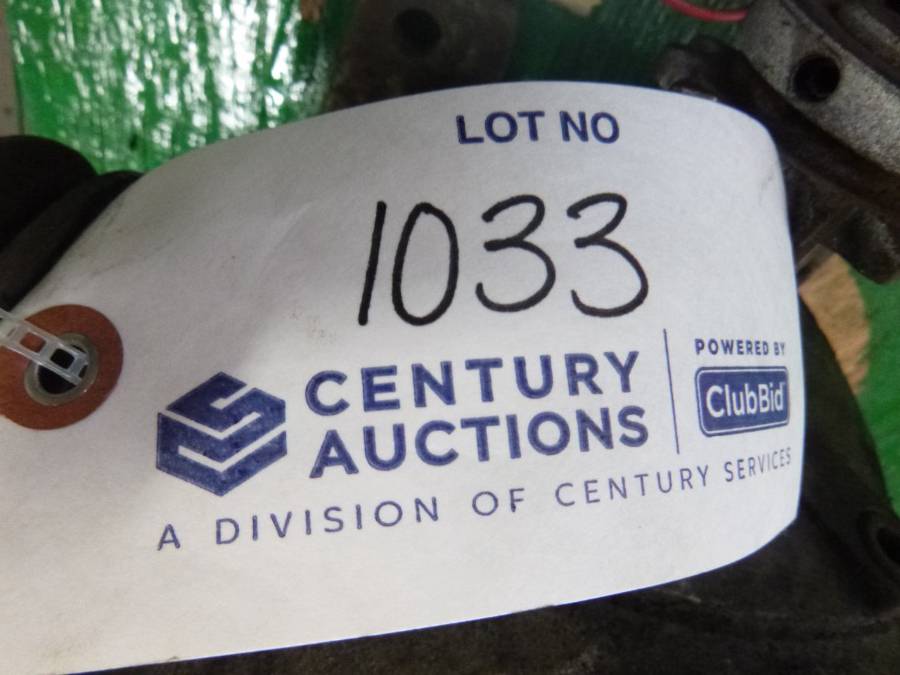 LOT NO
1033
CENTURY
AUCTIONS
POWERED BY
ClubBid
A DIVISION OF CENTURY SERVICES